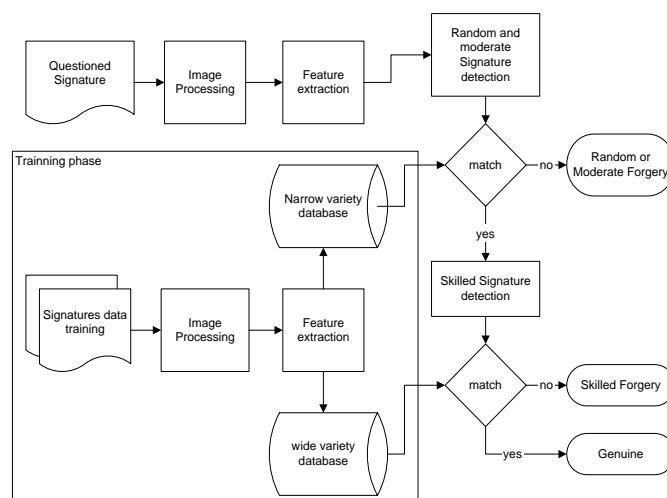 Questioned
Signature
Image
Processing
Feature
extraction
Random and
moderate
Signature
detection
match
no
Random or
Moderate Forgery
yes
Trainning phase
Narrow variety
database
Signatures data
training
Image
Processing
Feature
extraction
Skilled Signature
detection
match
no
Skilled Forgery
yes
Genuine
wide variety
database